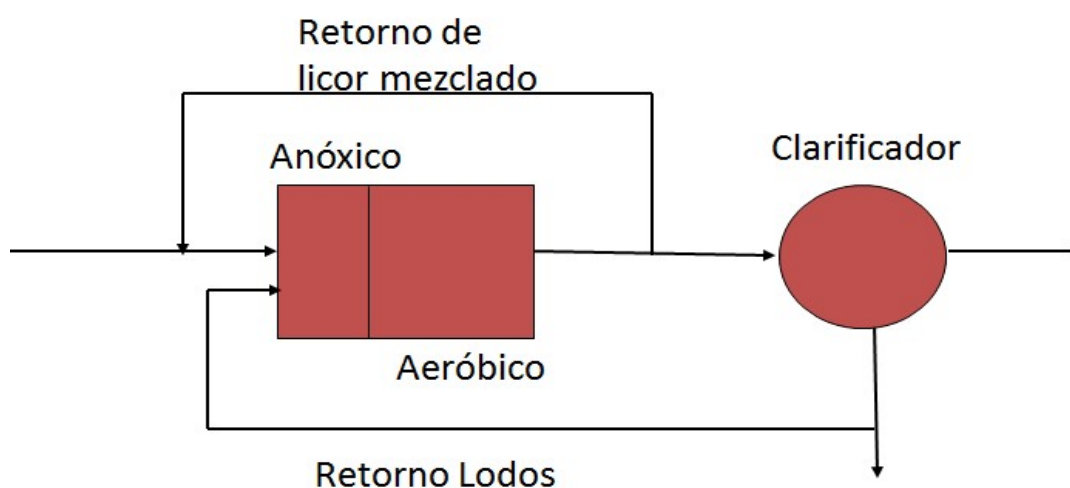 Retorno de
licor mezclado
Anóxico
Clarificador
Aeróbico
Retorno Lodos